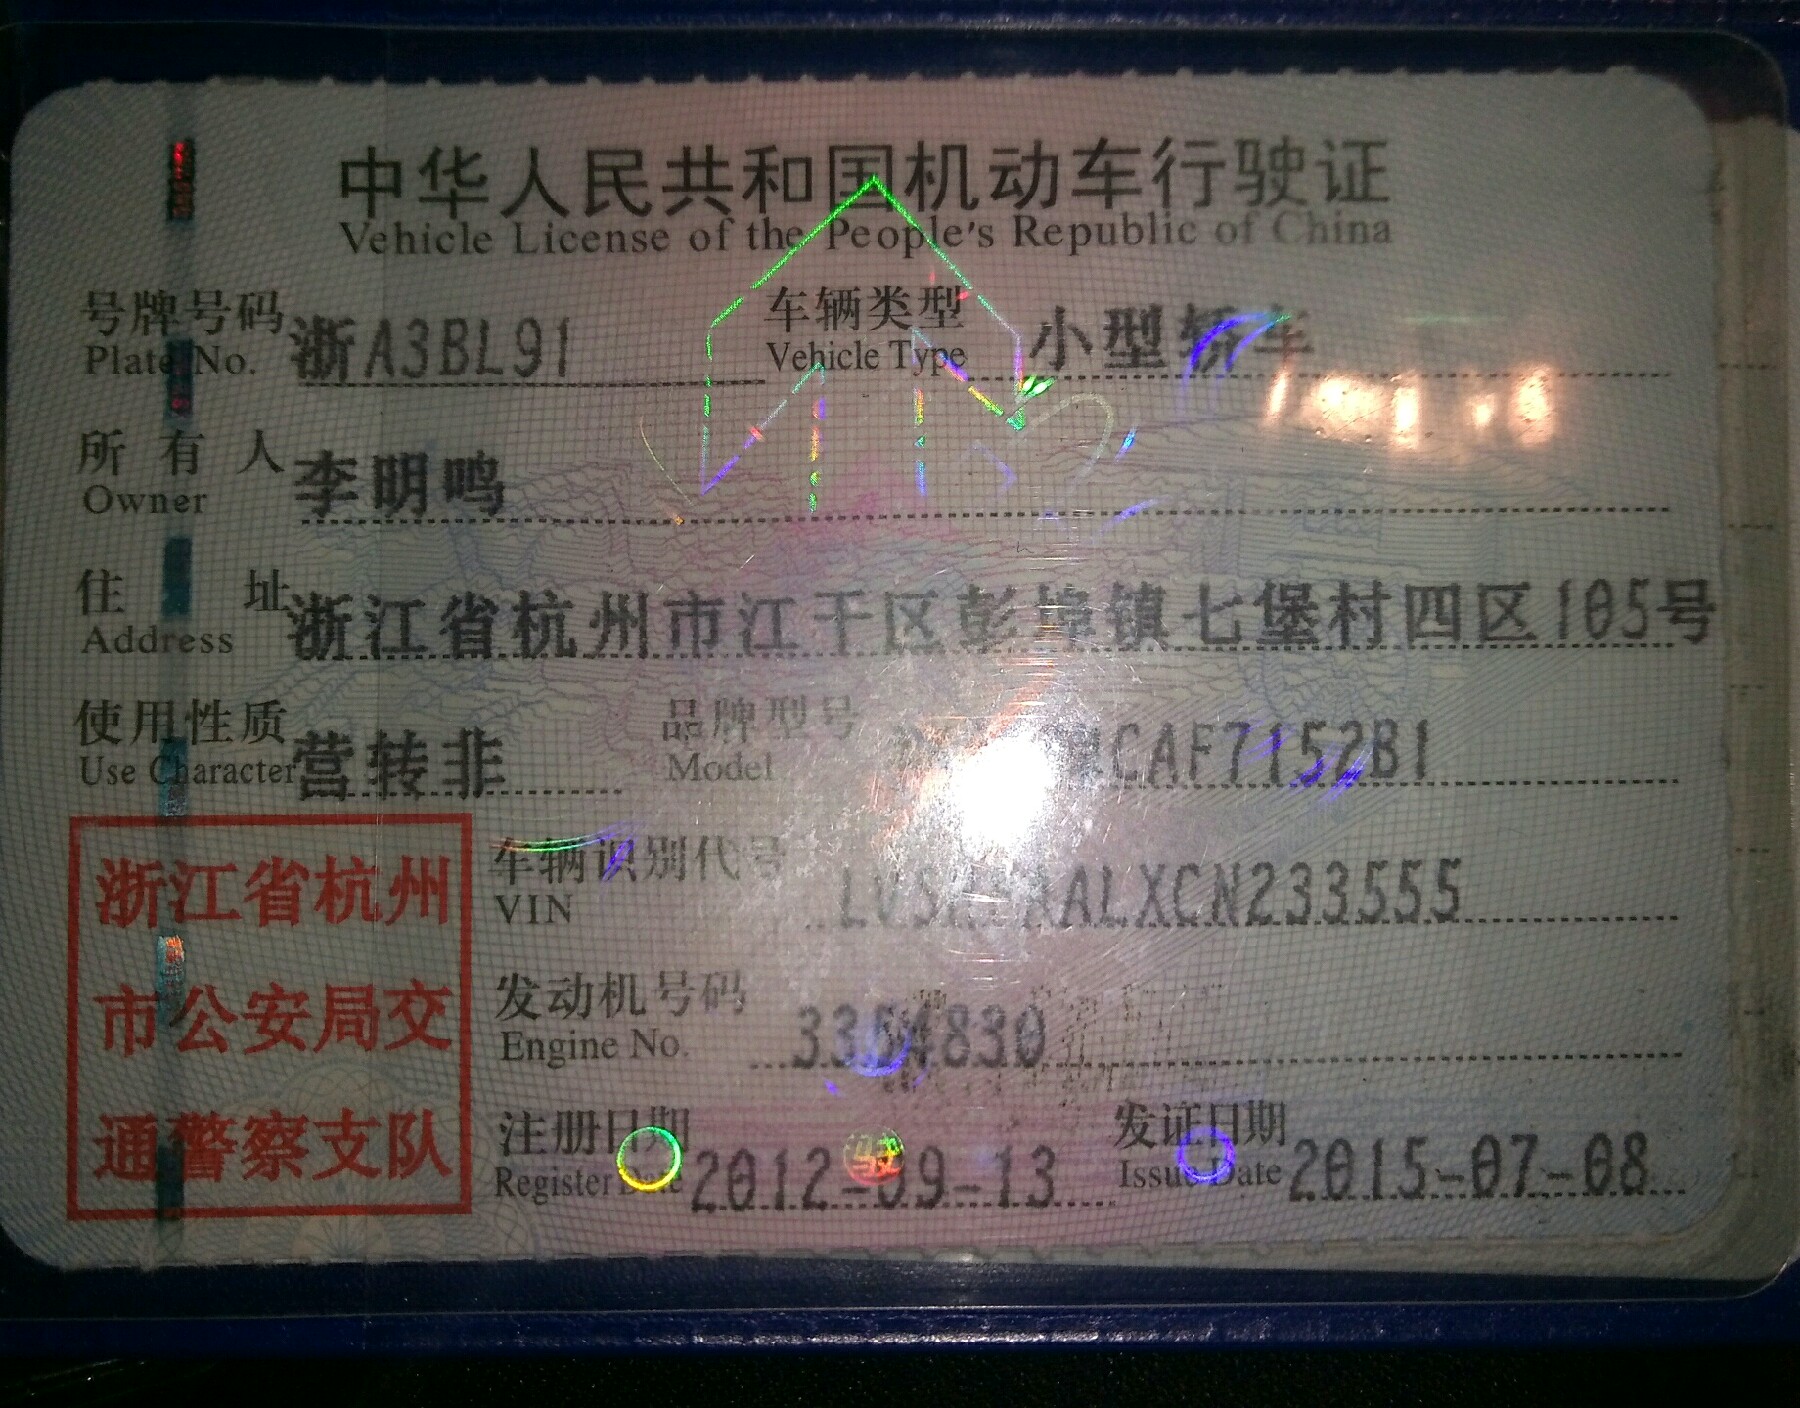 中华人民共和国机动车行驶证
Vehicle License of the People's Republic of China
号牌号码 浙A3BL91 车辆类型 小型轿车
Plate No. Vehicle Type
所有人 李明鸣
Owner
住址 浙江省杭州市江干区彭埠镇七堡村四区105号
Address
使用性质 营转非 品牌型号 CAF7152B1
Use Character Model
浙江省杭州
市公安局交
通警察支队
车辆识别代号
VIN ALXCN233555
发动机号码
Engine No. 3354830
注册日期 2012-09-13 发证日期 2015-07-08
Register Date Issue Date